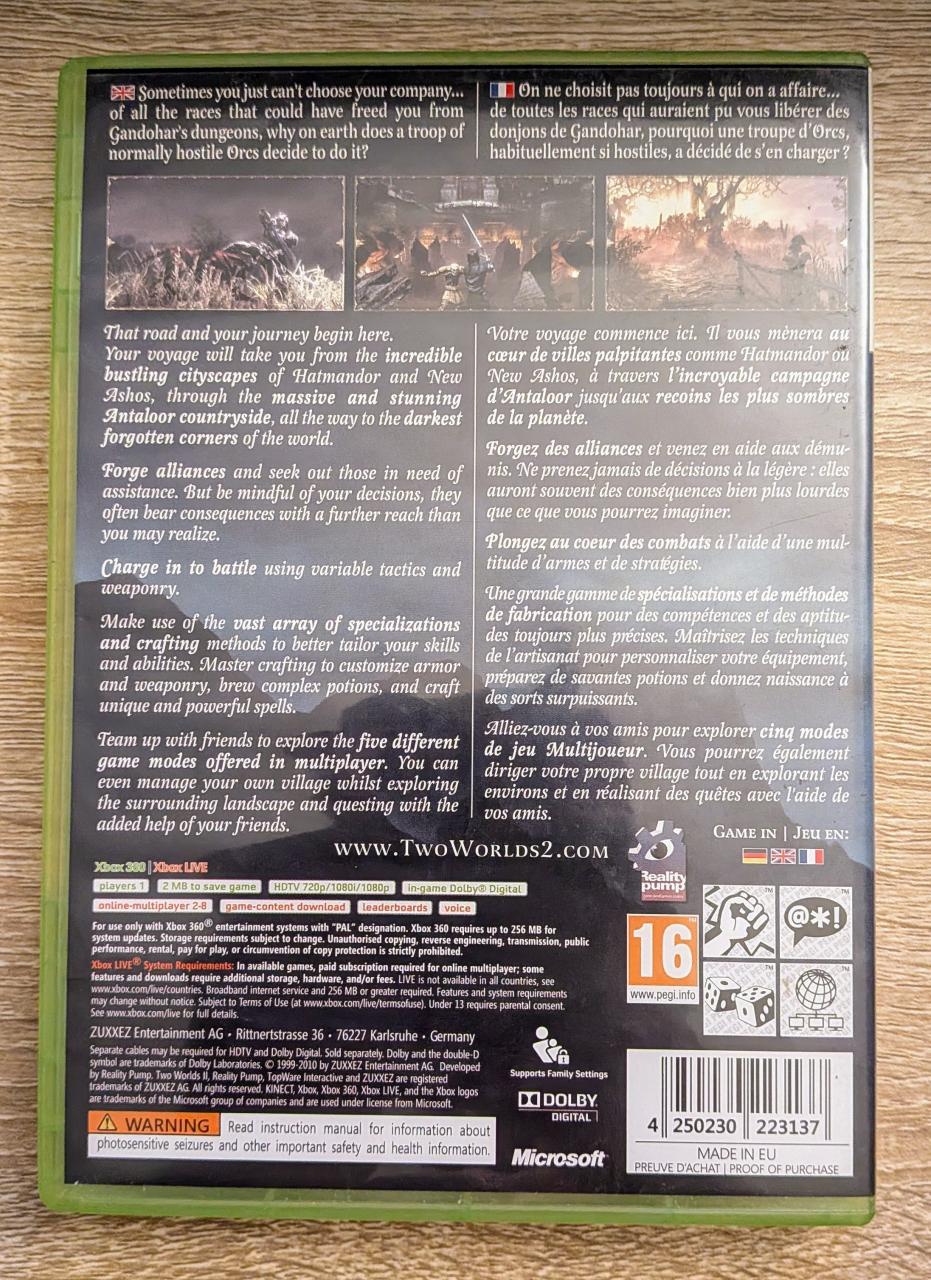 Sometimes you just can't choose your company...
of all the races that could have freed you from
Gandohar's dungeons, why on earth does a troop of
normally hostile Orcs decide to do it?
On ne choisit pas toujours à qui on a affaire...
de toutes les races qui auraient pu vous libérer des
donjons de Gandohar, pourquoi une troupe d'Orcs,
habituellement si hostiles, a décidé de s'en charger ?
That road and your journey begin here.
Your voyage will take you from the incredible
bustling cityscapes of Hatmandor and New
Ashos, through the massive and stunning
Antaloor countryside, all the way to the darkest
forgotten corners of the world.
Forge alliances and seek out those in need of
assistance. But be mindful of your decisions, they
often bear consequences with a further reach than
you may realize.
Charge in to battle using variable tactics and
weaponry.
Make use of the vast array of specializations
and crafting methods to better tailor your skills
and abilities. Master crafting to customize armor
and weaponry, brew complex potions, and craft
unique and powerful spells.
Team up with friends to explore the five different
game modes offered in multiplayer. You can
even manage your own village whilst exploring
the surrounding landscape and questing with the
added help of your friends.
Votre voyage commence ici. Il vous mènera au
cœur de villes palpitantes comme Hatmandor ou
New Ashos, à travers l'incroyable campagne
d'Antaloor jusqu'aux recoins les plus sombres
de la planète.
Forgez des alliances et venez en aide aux dému-
nis. Ne prenez jamais de décisions à la légère : elles
auront souvent des conséquences bien plus lourdes
que ce que vous pourrez imaginer.
Plongez au coeur des combats à l'aide d'une mul-
titude d'armes et de stratégies.
Une grande gamme de spécialisations et de méthodes
de fabrication pour des compétences et des aptitu-
des toujours plus précises. Maîtrisez les techniques
de l'artisanat pour personnaliser votre équipement,
préparez de savantes potions et donnez naissance à
des sorts surpuissants.
Alliez-vous à vos amis pour explorer cinq modes
de jeu Multijoueur. Vous pourrez également
diriger votre propre village tout en explorant les
environs et en réalisant des quêtes avec l'aide de
vos amis.
www.TwoWorlds2.com
Reality
pump
Game in | Jeu en:
Xbox 360 | Xbox LIVE
players 1 2 MB to save game HDTV 720p/1080i/1080p in-game Dolby® Digital
online-multiplayer 2-8 game-content download leaderboards voice
For use only with Xbox 360® entertainment systems with "PAL" designation. Xbox 360 requires up to 256 MB for
system updates. Storage requirements subject to change. Unauthorised copying, reverse engineering, transmission, public
performance, rental, pay for play, or circumvention of copy protection is strictly prohibited.
Xbox LIVE® System Requirements: In available games, paid subscription required for online multiplayer; some
features and downloads require additional storage, hardware, and/or fees. LIVE is not available in all countries, see
www.xbox.com/live/countries. Broadband internet service and 256 MB or greater required. Features and system requirements
may change without notice. Subject to Terms of Use (at www.xbox.com/live/termsofuse). Under 13 requires parental consent.
See www.xbox.com/live for full details.
ZUXXEZ Entertainment AG · Rittnertstrasse 36 · 76227 Karlsruhe · Germany
Separate cables may be required for HDTV and Dolby Digital. Sold separately. Dolby and the double-D
symbol are trademarks of Dolby Laboratories. © 1999-2010 by ZUXXEZ Entertainment AG. Developed
by Reality Pump. Two Worlds II, Reality Pump, TopWare Interactive and ZUXXEZ are registered
trademarks of ZUXXEZ AG. All rights reserved. KINECT, Xbox, Xbox 360, Xbox LIVE, and the Xbox logos
are trademarks of the Microsoft group of companies and are used under license from Microsoft.
WARNING Read instruction manual for information about
photosensitive seizures and other important safety and health information.
Supports Family Settings
DOLBY
DIGITAL
Microsoft
16
www.pegi.info
TM
@*!
TM
TM
TM
4 250230 223137
MADE IN EU
PREUVE D'ACHAT | PROOF OF PURCHASE